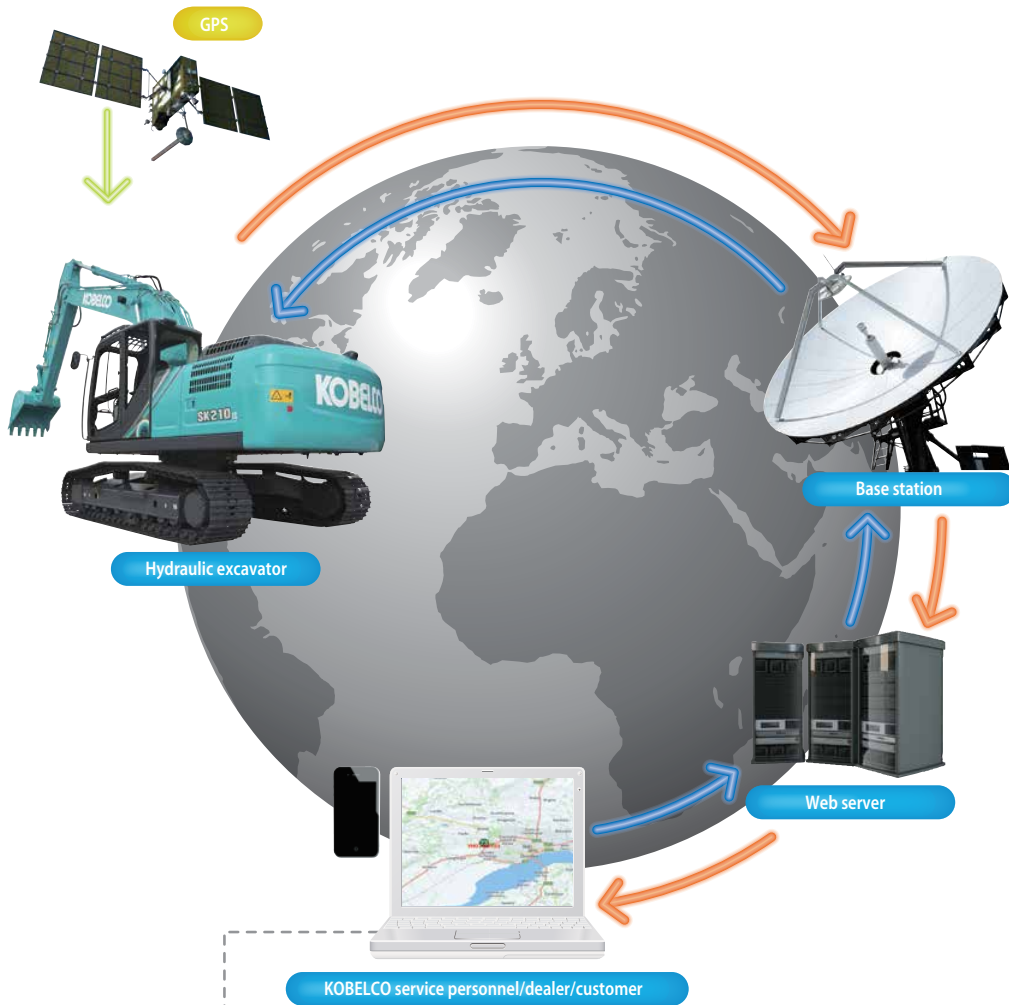 GPS
KOBELCO
KOBELCO
SK210
Base station
Hydraulic excavator
Web server
KOBELCO service personnel/dealer/customer